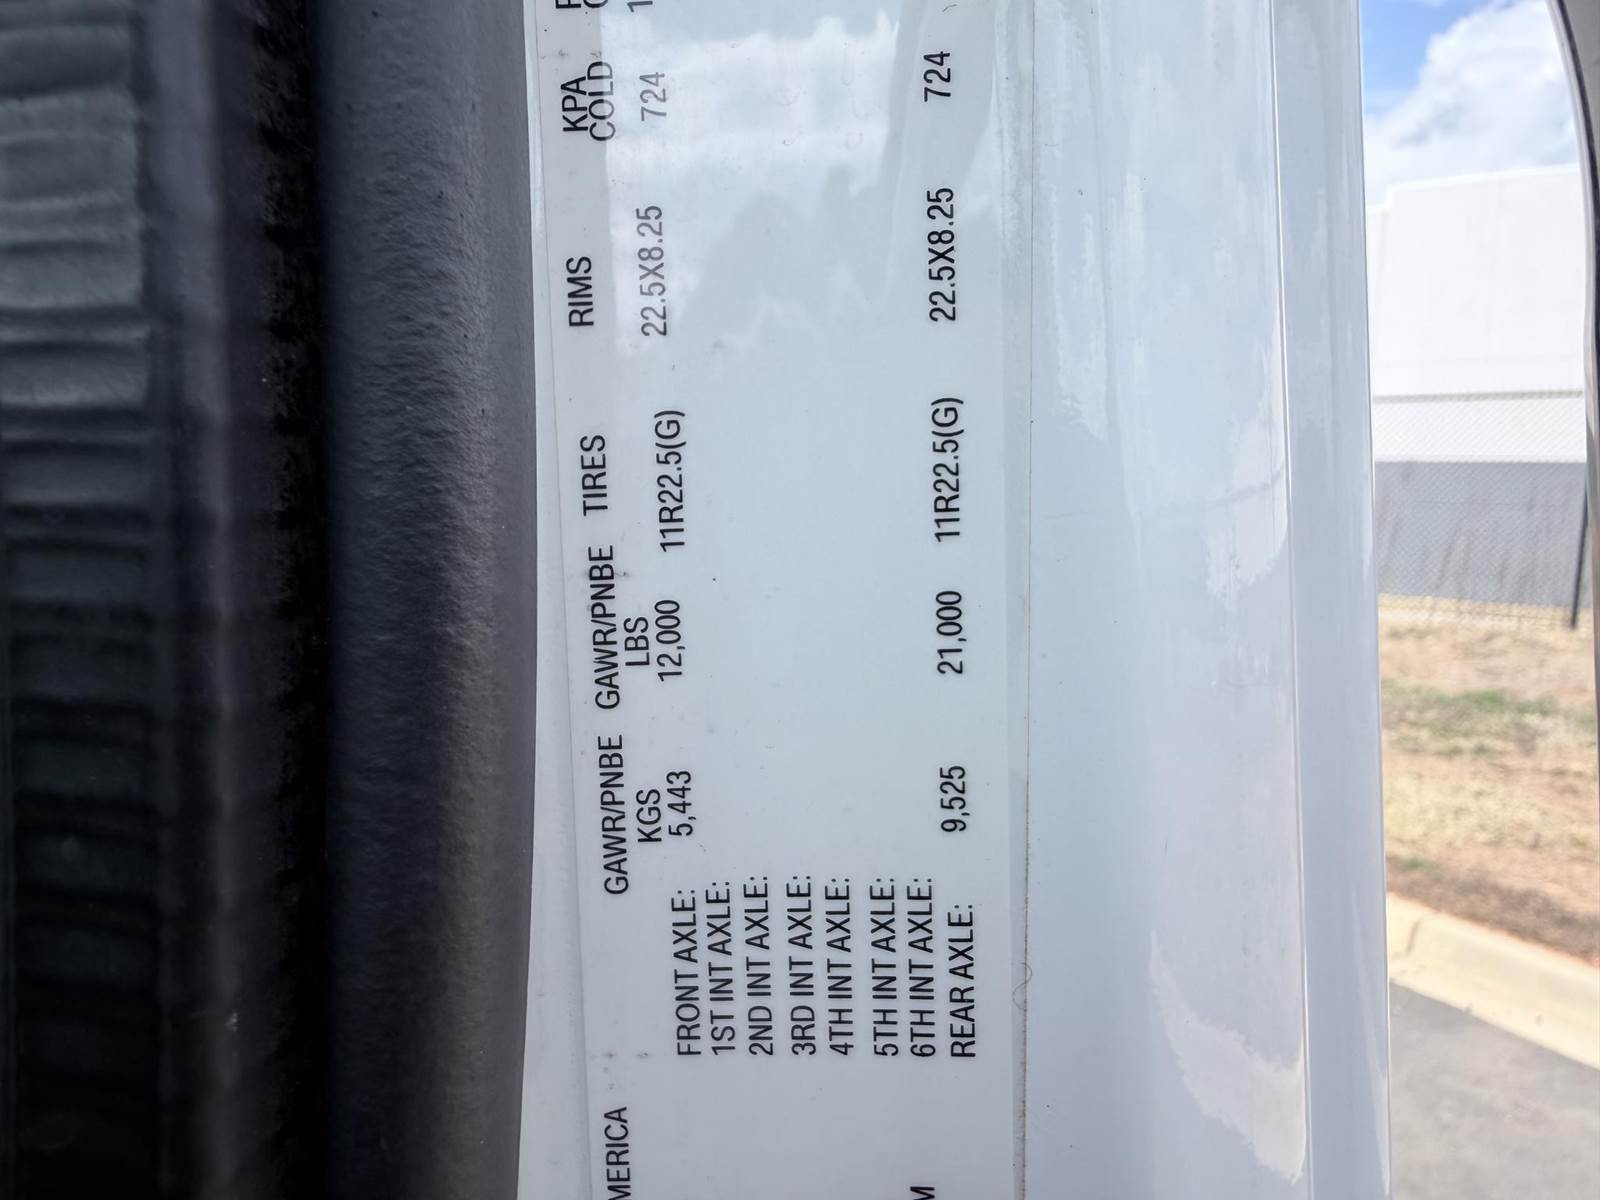 MERICA GAWR/PNBE GAWR/PNBE TIRES RIMS KPA
KGS LBS COLD
FRONT AXLE: 5,443 12,000 11R22.5(G) 22.5X8.25 724
1ST INT AXLE:
2ND INT AXLE:
3RD INT AXLE:
4TH INT AXLE:
5TH INT AXLE:
6TH INT AXLE:
REAR AXLE: 9,525 21,000 11R22.5(G) 22.5X8.25 724